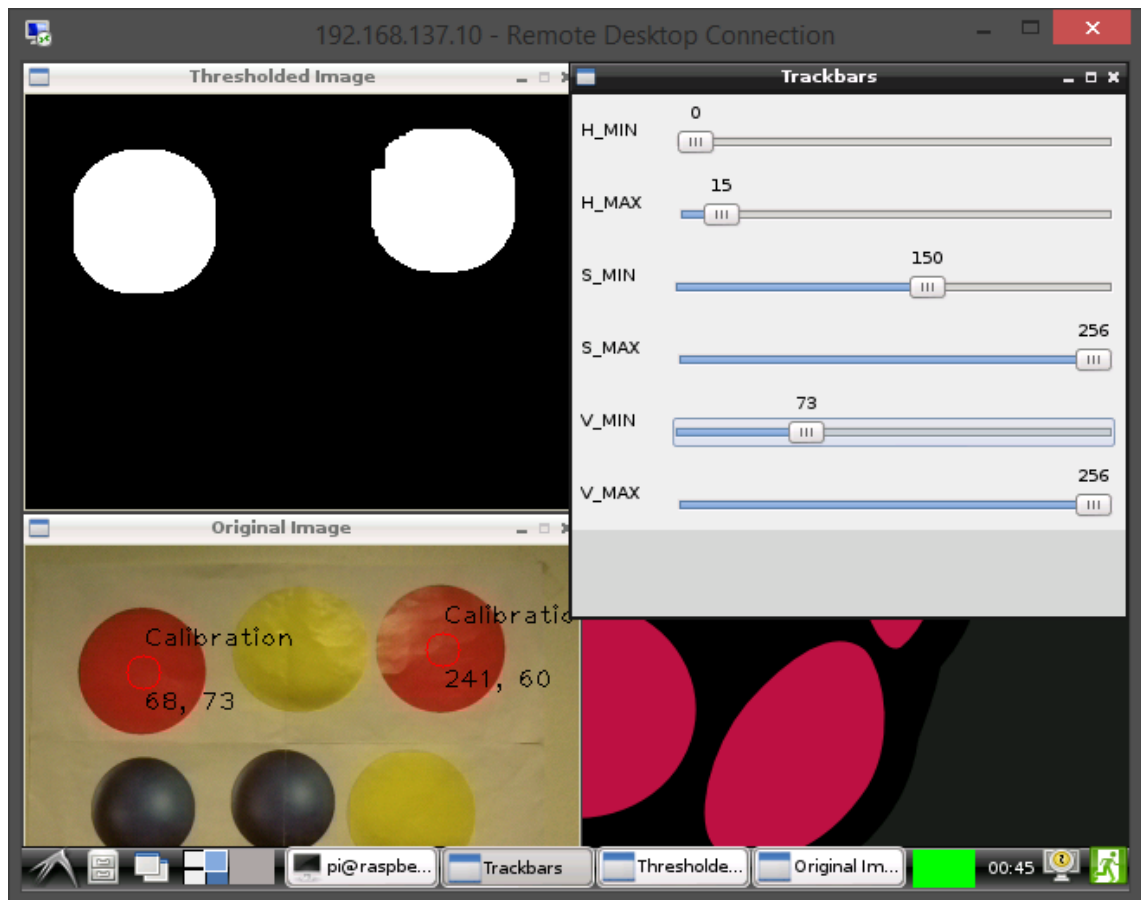 192.168.137.10 - Remote Desktop Connection
Thresholded Image
Trackbars
H_MIN
0
H_MAX
15
S_MIN
150
S_MAX
256
V_MIN
73
V_MAX
256
Original Image
Calibration
68, 73
Calibratio
241, 60
pi@raspbe...
Trackbars
Thresholde...
Original Im...
00:45